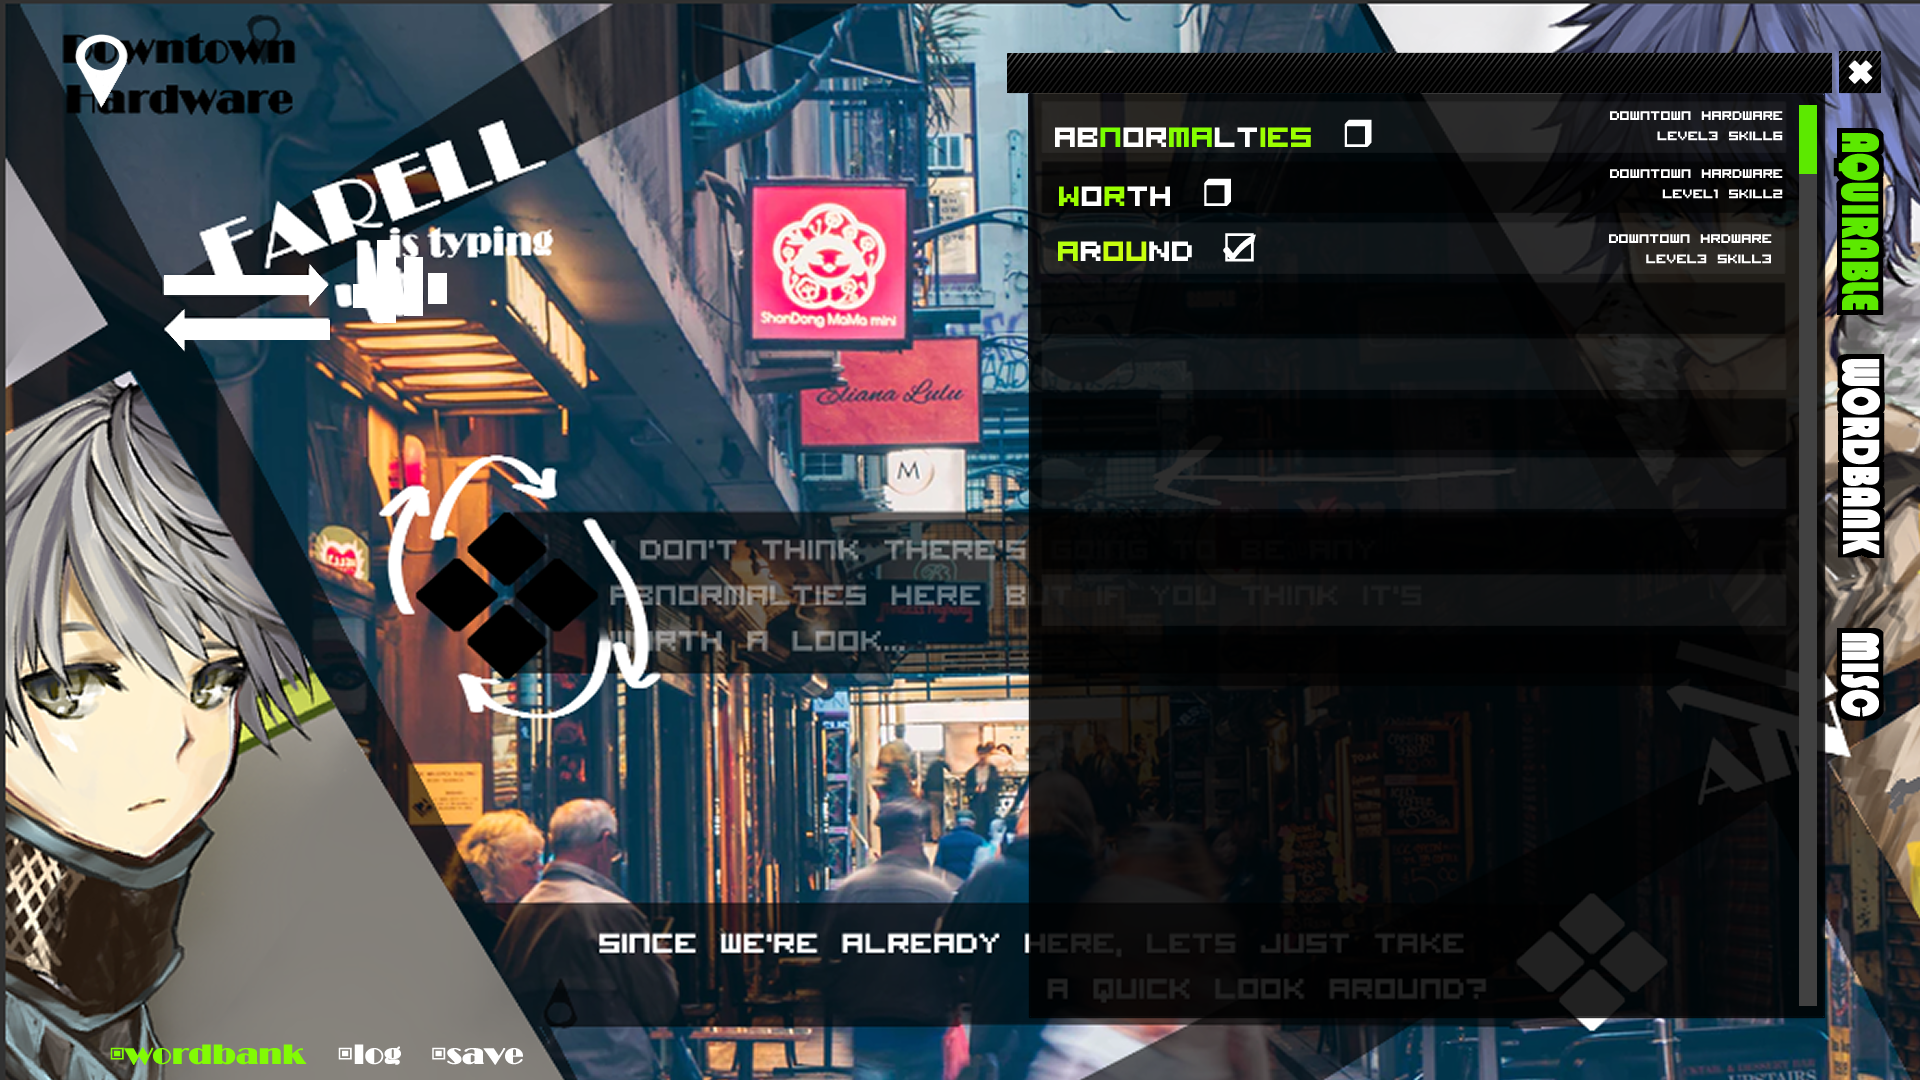 Downtown
Hardware
FARELL
is typing
ShanDong MaMa mini
Eliana Lulu
M
I DON'T THINK THERE'S GOING TO BE ANY
ABNORMALTIES HERE BUT IF YOU THINK IT'S
WORTH A LOOK...
SINCE WE'RE ALREADY HERE, LETS JUST TAKE
A QUICK LOOK AROUND?
wordbank
log
save
ABNORMALTIES
DOWNTOWN HARDWARE
LEVEL3 SKILL6
WORTH
DOWNTOWN HARDWARE
LEVEL1 SKILL2
AROUND
DOWNTOWN HRDWARE
LEVEL3 SKILL3
AQUIRABLE
WORDBANK
MISC
UPSTAIRS